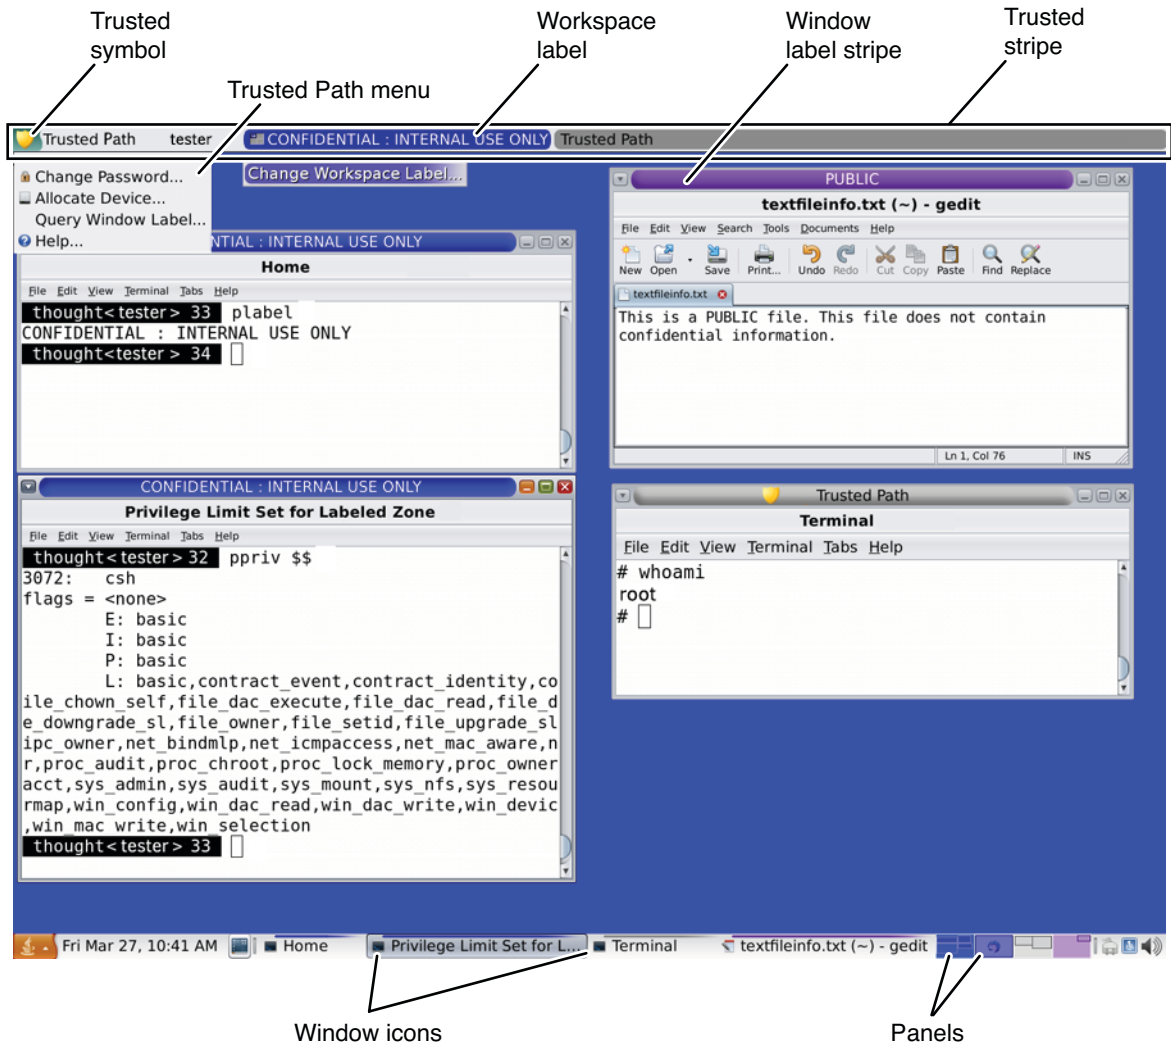 Trusted
symbol
Workspace
label
Window
label stripe
Trusted
stripe
Trusted Path menu
Trusted Path tester CONFIDENTIAL : INTERNAL USE ONLY Trusted Path
Change Password...
Allocate Device...
Query Window Label...
Help...
Change Workspace Label...
NTIAL : INTERNAL USE ONLY
Home
File Edit View Terminal Tabs Help
thought<tester> 33 plabel
CONFIDENTIAL : INTERNAL USE ONLY
thought<tester > 34
PUBLIC
textfileinfo.txt (~) - gedit
File Edit View Search Tools Documents Help
New Open Save Print... Undo Redo Cut Copy Paste Find Replace
textfileinfo.txt
This is a PUBLIC file. This file does not contain
confidential information.
Ln 1, Col 76 INS
CONFIDENTIAL : INTERNAL USE ONLY
Privilege Limit Set for Labeled Zone
File Edit View Terminal Tabs Help
thought<tester> 32 ppriv $$
3072: csh
flags = <none>
E: basic
I: basic
P: basic
L: basic,contract_event,contract_identity,co
ile_chown_self,file_dac_execute,file_dac_read,file_d
e_downgrade_sl,file_owner,file_setid,file_upgrade_sl
ipc_owner,net_bindmlp,net_icmpaccess,net_mac_aware,n
r,proc_audit,proc_chroot,proc_lock_memory,proc_owner
acct,sys_admin,sys_audit,sys_mount,sys_nfs,sys_resou
rmap,win_config,win_dac_read,win_dac_write,win_devic
,win_mac_write,win_selection
thought<tester> 33
Trusted Path
Terminal
File Edit View Terminal Tabs Help
# whoami
root
#
Fri Mar 27, 10:41 AM Home Privilege Limit Set for L... Terminal textfileinfo.txt (~) - gedit
Window icons
Panels